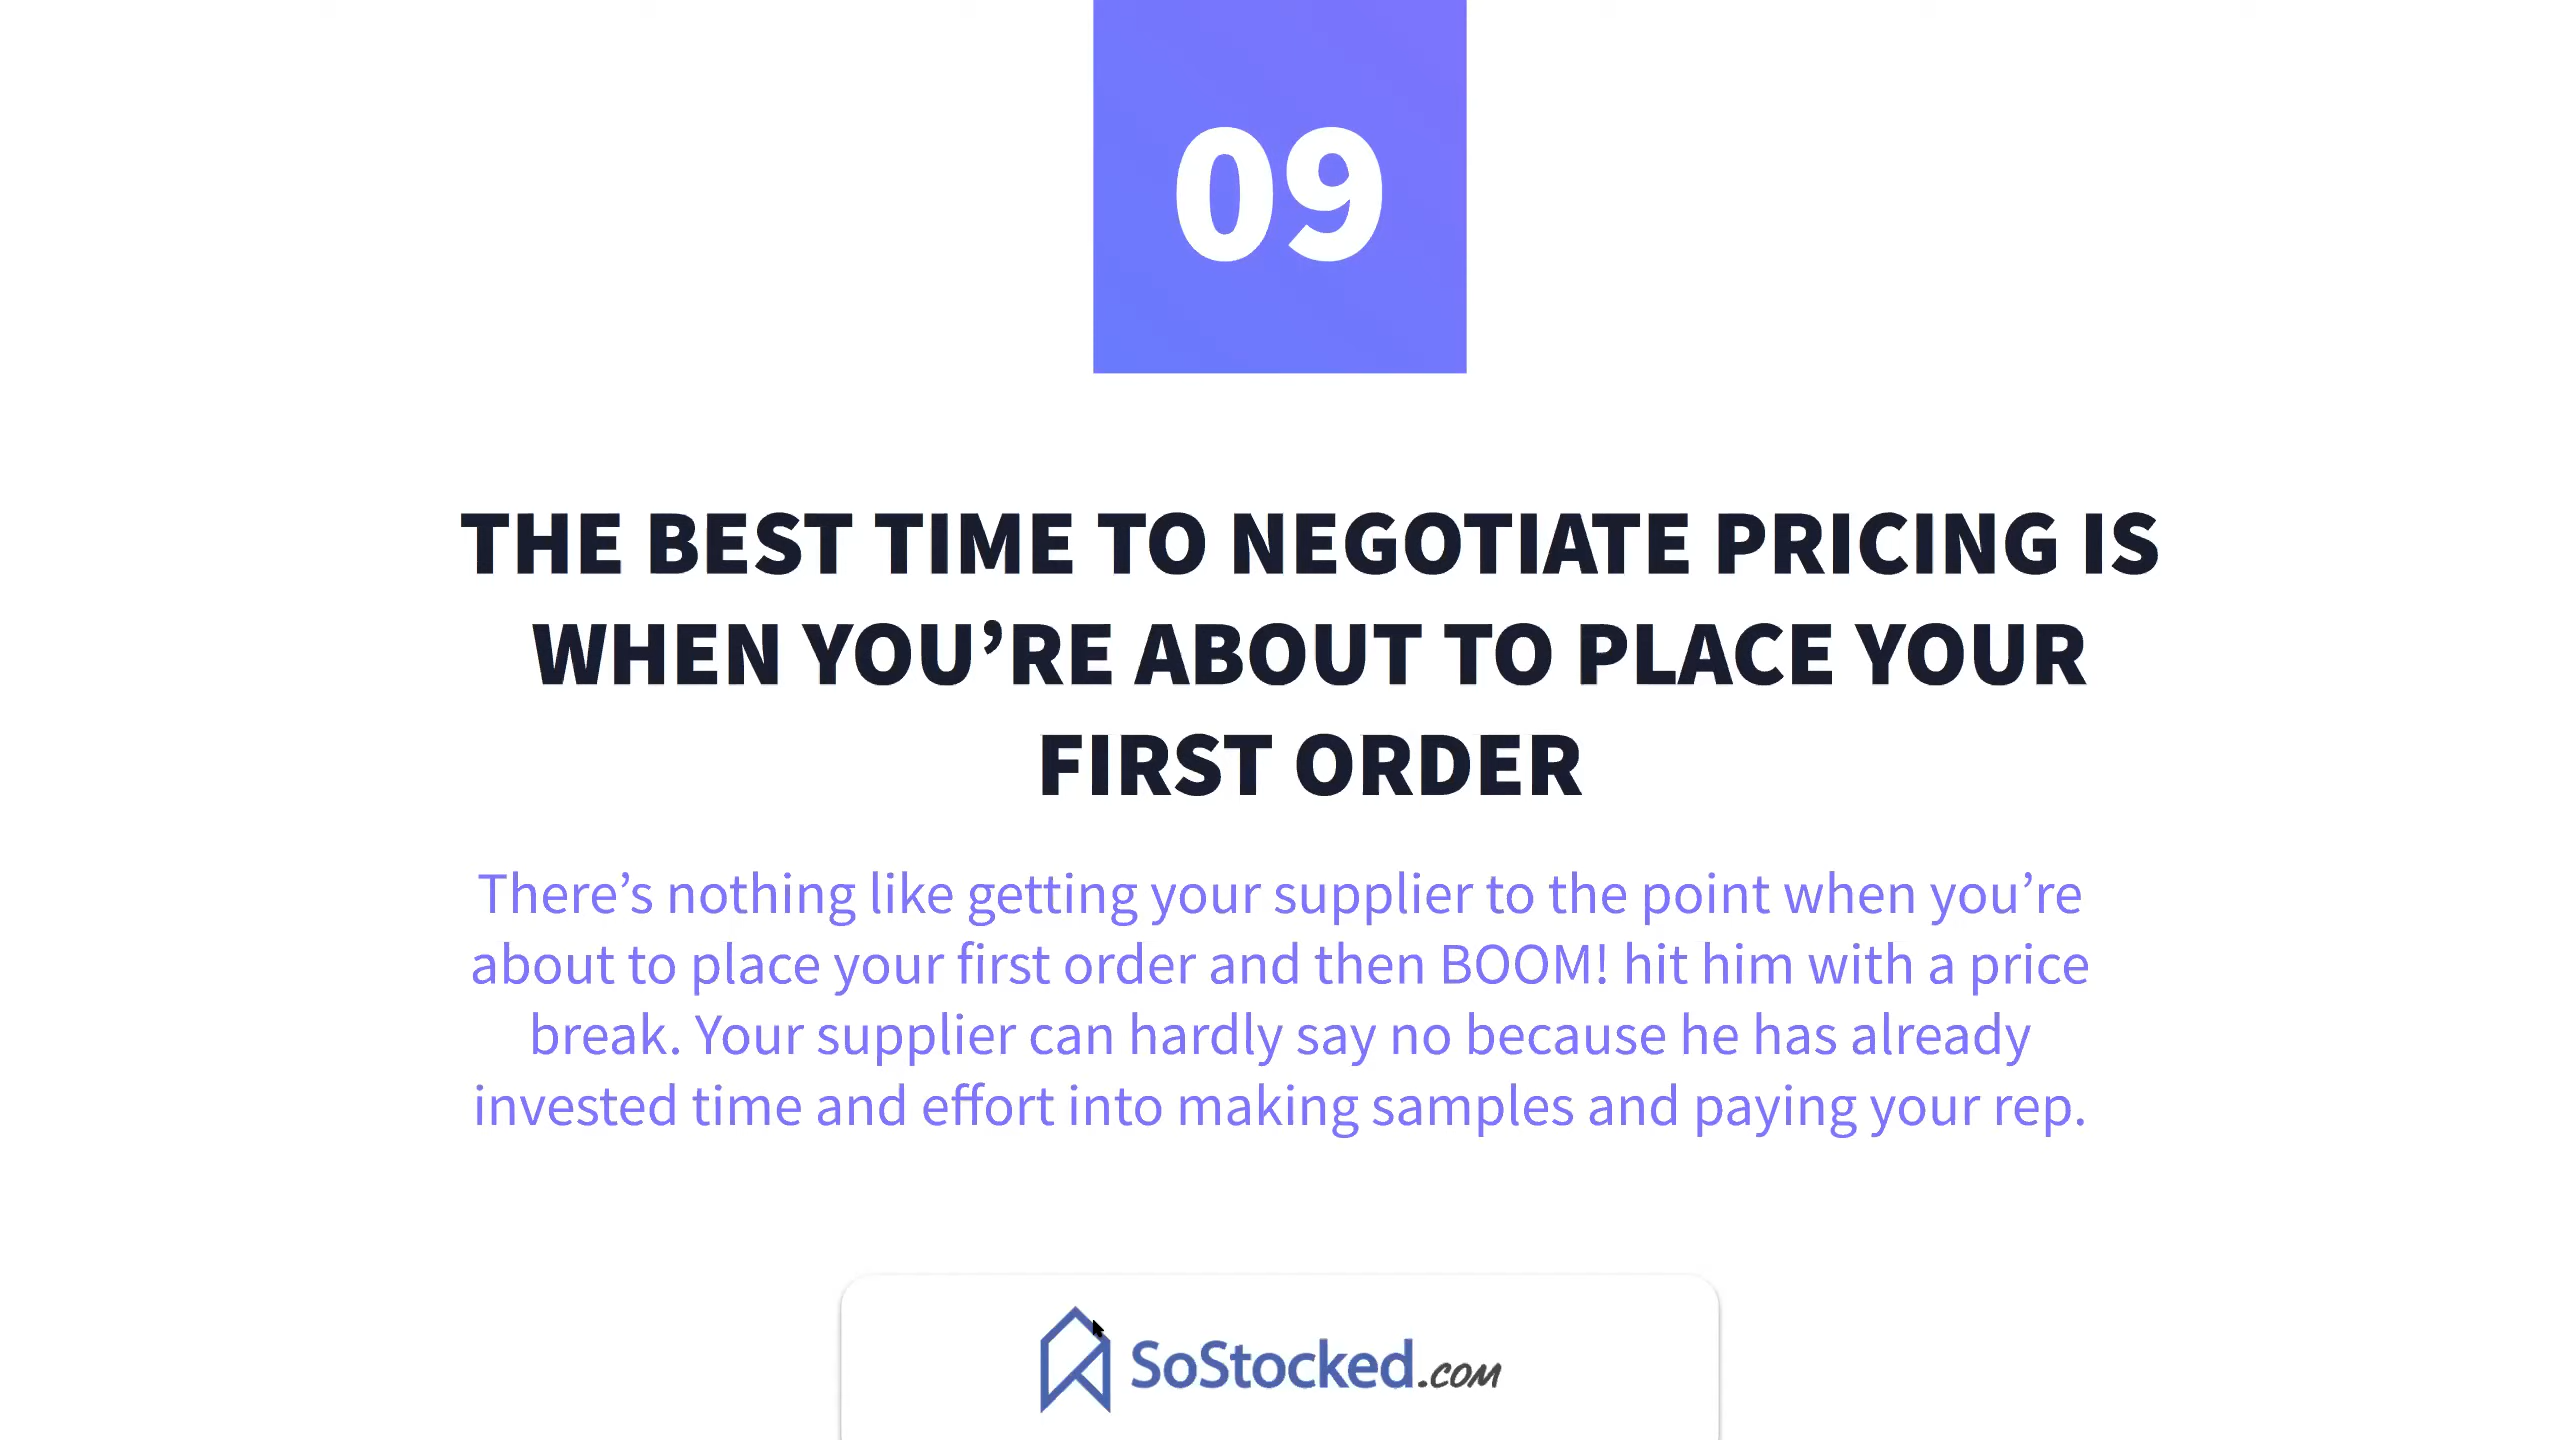 09
THE BEST TIME TO NEGOTIATE PRICING IS
WHEN YOU’RE ABOUT TO PLACE YOUR
FIRST ORDER
There’s nothing like getting your supplier to the point when you’re
about to place your first order and then BOOM! hit him with a price
break. Your supplier can hardly say no because he has already
invested time and effort into making samples and paying your rep.
SoStocked.com